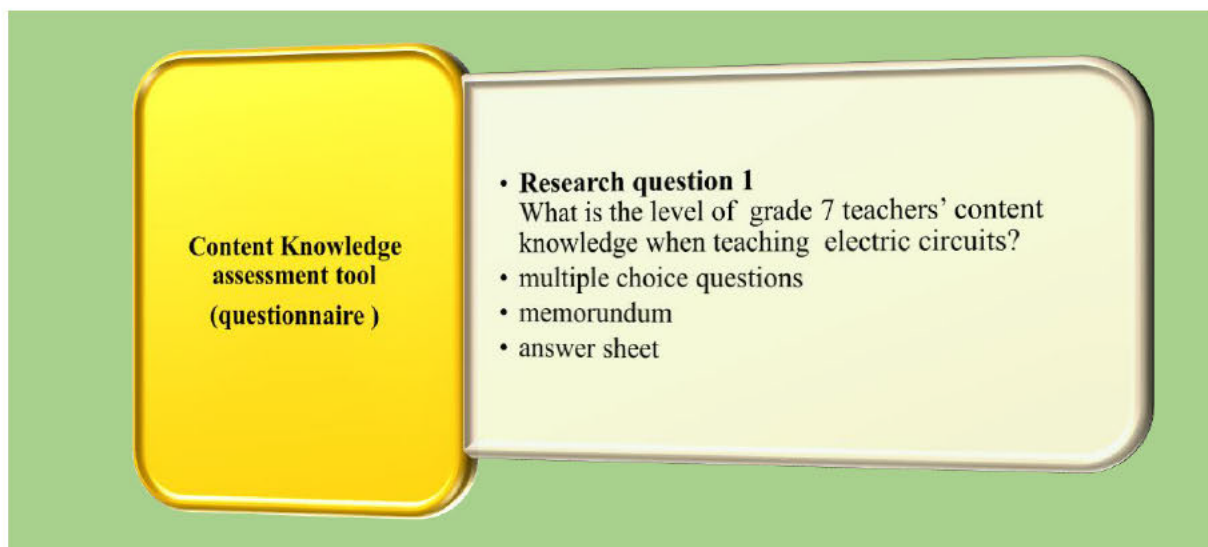 Content Knowledge
assessment tool
(questionnaire )
• Research question 1
What is the level of grade 7 teachers’ content
knowledge when teaching electric circuits?
• multiple choice questions
• memorundum
• answer sheet